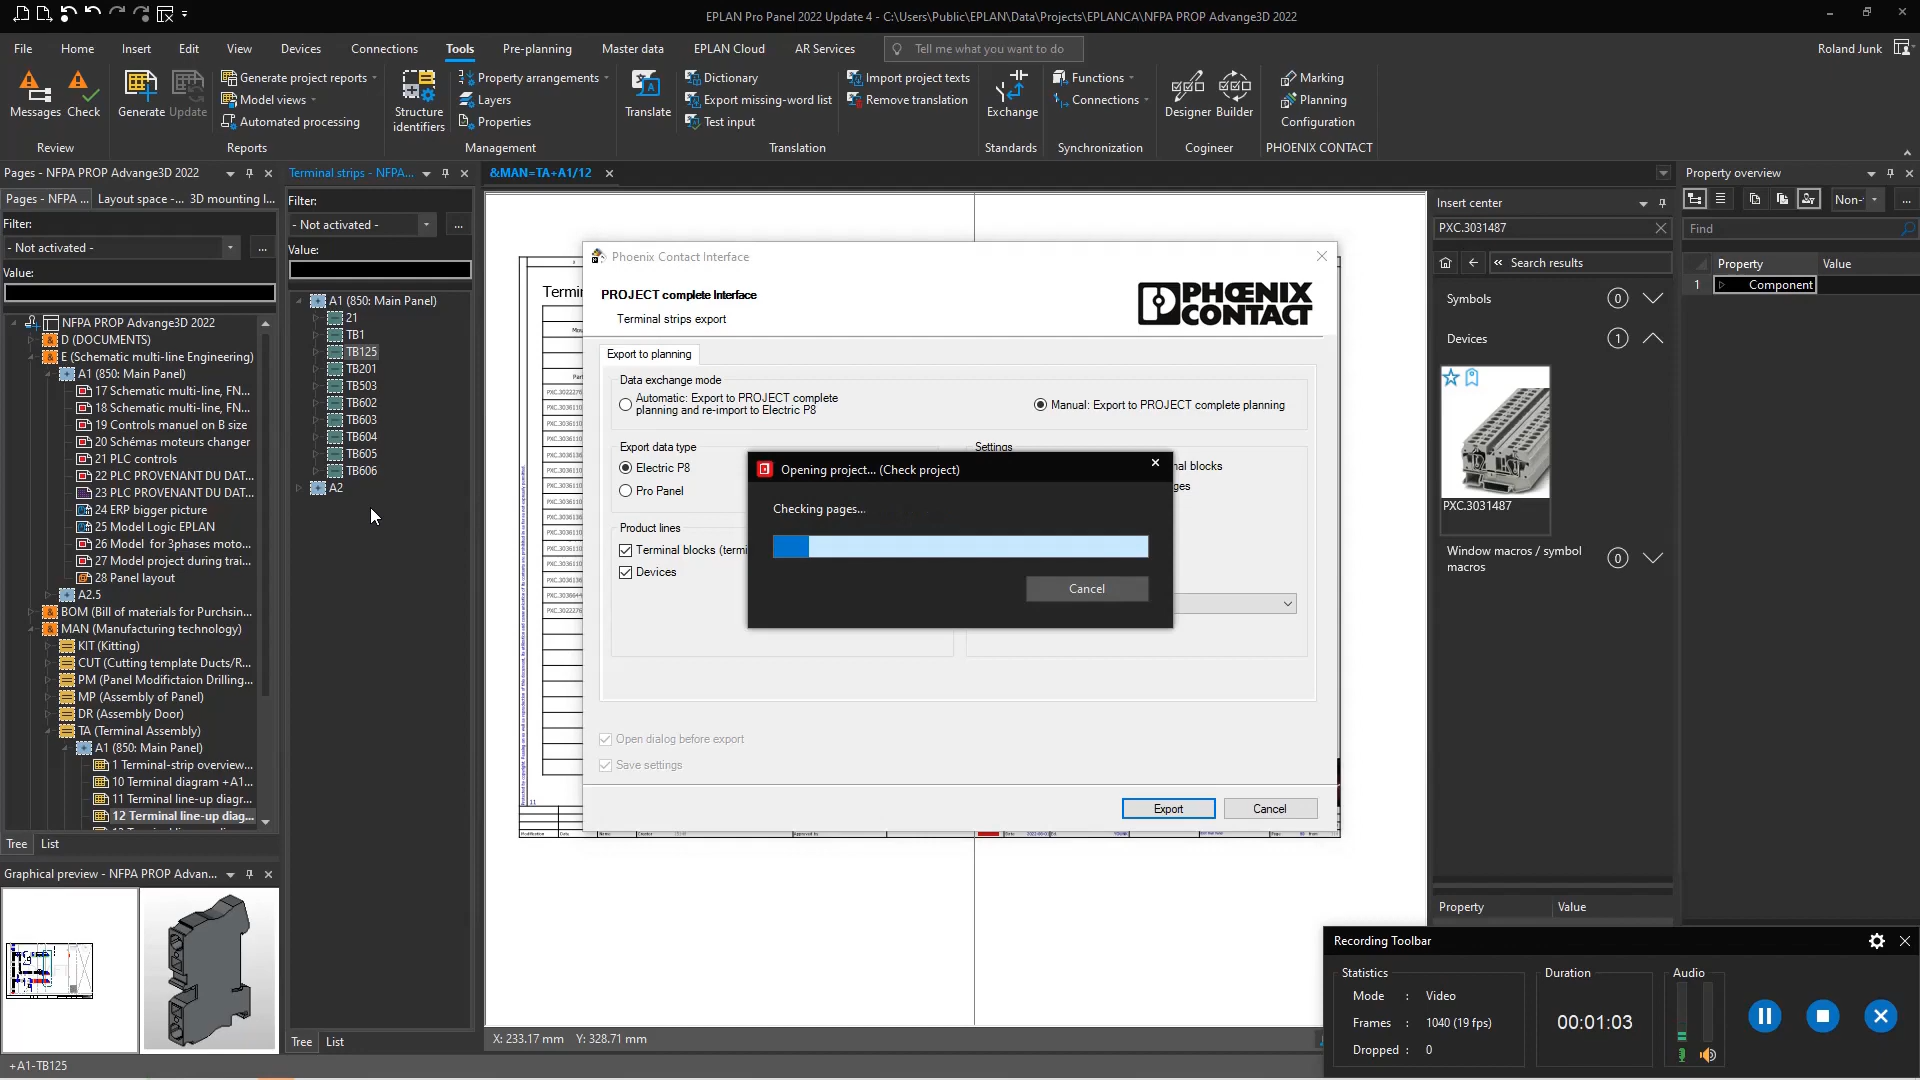 EPLAN Pro Panel 2022 Update 4 - C:\Users\Public\EPLAN\Data\Projects\EPLANCA\NFPA PROP Advange3D 2022
File
Home
Insert
Edit
View
Devices
Connections
Tools
Pre-planning
Master data
EPLAN Cloud
AR Services
Tell me what you want to do
Roland Junk
Messages
Check
Review
Generate
Update
Generate project reports
Model views
Automated processing
Reports
Structure identifiers
Property arrangements
Layers
Properties
Management
Translate
Dictionary
Export missing-word list
Test input
Import project texts
Remove translation
Translation
Exchange
Standards
Functions
Connections
Synchronization
Designer
Builder
Cogineer
Marking
Planning
Configuration
PHOENIX CONTACT
Pages - NFPA PROP Advange3D 2022
Pages - NFPA ...
Layout space -...
3D mounting l...
Filter:
- Not activated -
...
Value:
NFPA PROP Advange3D 2022
D (DOCUMENTS)
E (Schematic multi-line Engineering)
A1 (850: Main Panel)
17 Schematic multi-line, FN...
18 Schematic multi-line, FN...
19 Controls manuel on B size
20 Schémas moteurs changer
21 PLC controls
22 PLC PROVENANT DU DAT...
23 PLC PROVENANT DU DAT...
24 ERP bigger picture
25 Model Logic EPLAN
26 Model for 3phases moto...
27 Model project during trai...
28 Panel layout
A2.5
BOM (Bill of materials for Purchsin...
MAN (Manufacturing technology)
KIT (Kitting)
CUT (Cutting template Ducts/R...
PM (Panel Modifictaion Drilling...
MP (Assembly of Panel)
DR (Assembly Door)
TA (Terminal Assembly)
A1 (850: Main Panel)
1 Terminal-strip overview...
10 Terminal diagram +A1...
11 Terminal line-up diagr...
12 Terminal line-up diag...
Tree
List
Graphical preview - NFPA PROP Advan...
+A1-TB125
Terminal strips - NFPA...
Filter:
- Not activated -
...
Value:
A1 (850: Main Panel)
21
TB1
TB125
TB201
TB503
TB602
TB603
TB604
TB605
TB606
A2
Tree
List
&MAN=TA+A1/12
Termin
PXC.3022276
Phoenix Contact Interface
PROJECT complete Interface
Terminal strips export
PHOENIX CONTACT
Export to planning
Data exchange mode
Automatic: Export to PROJECT complete
planning and re-import to Electric P8
Manual: Export to PROJECT complete planning
Export data type
Electric P8
Pro Panel
Settings
nal blocks
ges
Product lines
Terminal blocks (termi
Devices
Open dialog before export
Save settings
Export
Cancel
Opening project... (Check project)
Checking pages...
Cancel
X: 233.17 mm
Y: 328.71 mm
Insert center
PXC.3031487
« Search results
Symbols
0
Devices
1
PXC.3031487
Window macros / symbol
macros
0
Property
Value
Property overview
Non-
...
Find
Property
Value
1
Component
Recording Toolbar
Statistics
Mode : Video
Frames : 1040 (19 fps)
Dropped : 0
Duration
00:01:03
Audio